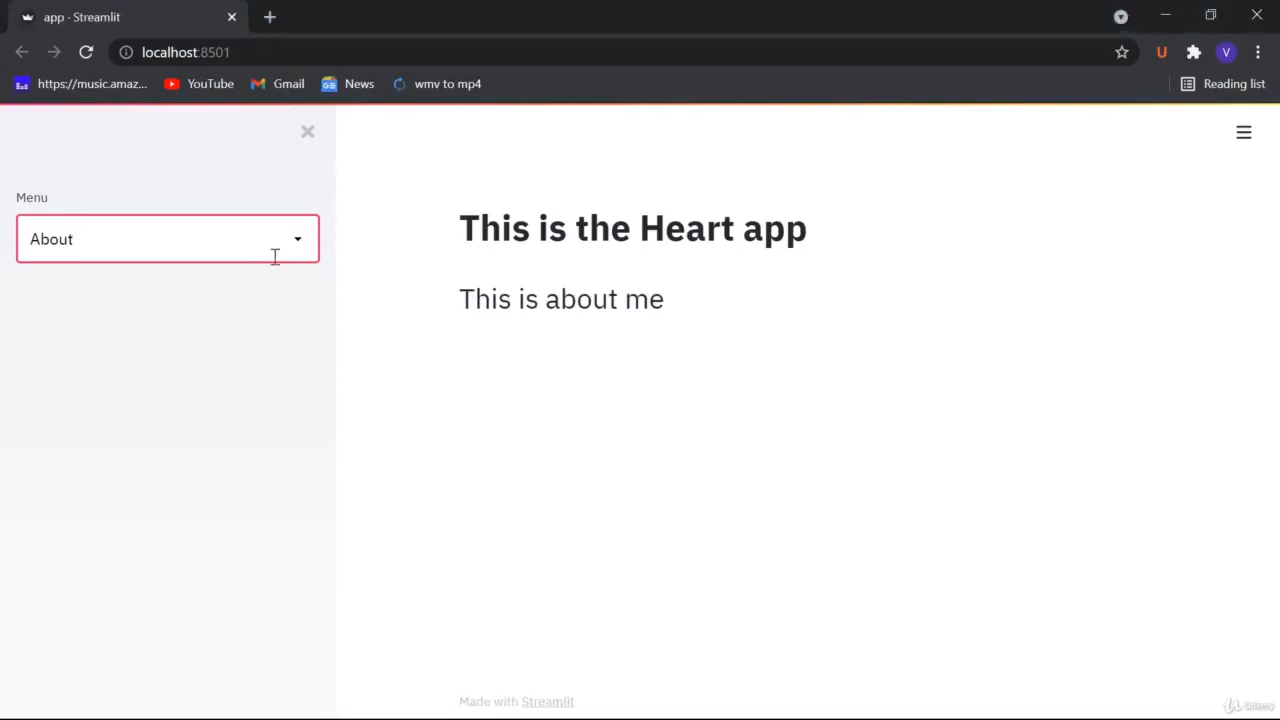 app - Streamlit
localhost:8501
V
https://music.amaz... YouTube Gmail News wmv to mp4 Reading list
Menu
About
This is the Heart app
This is about me
Made with Streamlit
Udemy